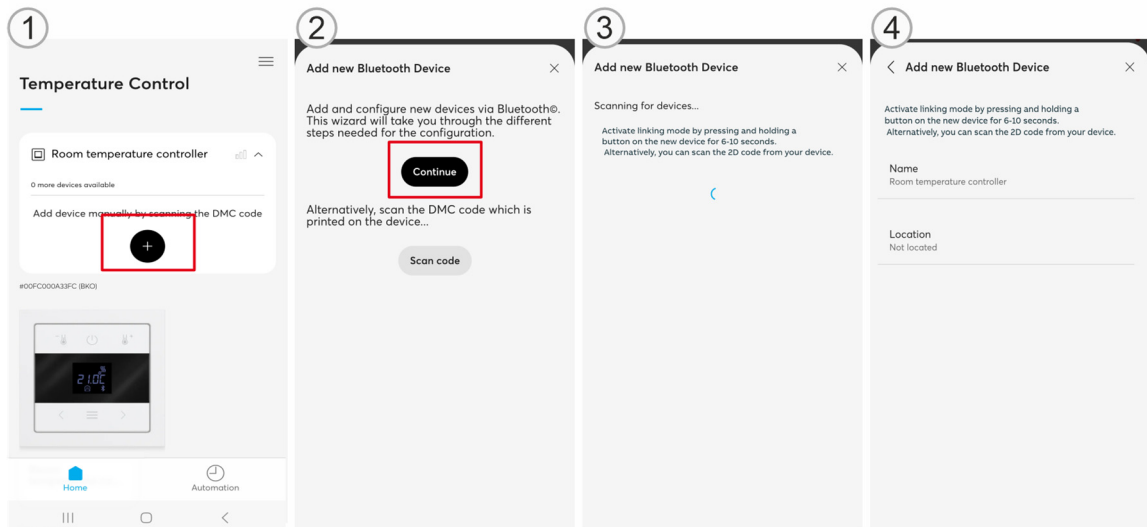 1
Temperature Control
Room temperature controller
0 more devices available
Add device manually by scanning the DMC code
+
#00FC000A33FC (BKO)
21.0°C
Home
Automation
2
Add new Bluetooth Device
Add and configure new devices via Bluetooth©.
This wizard will take you through the different
steps needed for the configuration.
Continue
Alternatively, scan the DMC code which is
printed on the device...
Scan code
3
Add new Bluetooth Device
Scanning for devices...
Activate linking mode by pressing and holding a
button on the new device for 6-10 seconds.
Alternatively, you can scan the 2D code from your device.
4
Add new Bluetooth Device
Activate linking mode by pressing and holding a
button on the new device for 6-10 seconds.
Alternatively, you can scan the 2D code from your device.
Name
Room temperature controller
Location
Not located